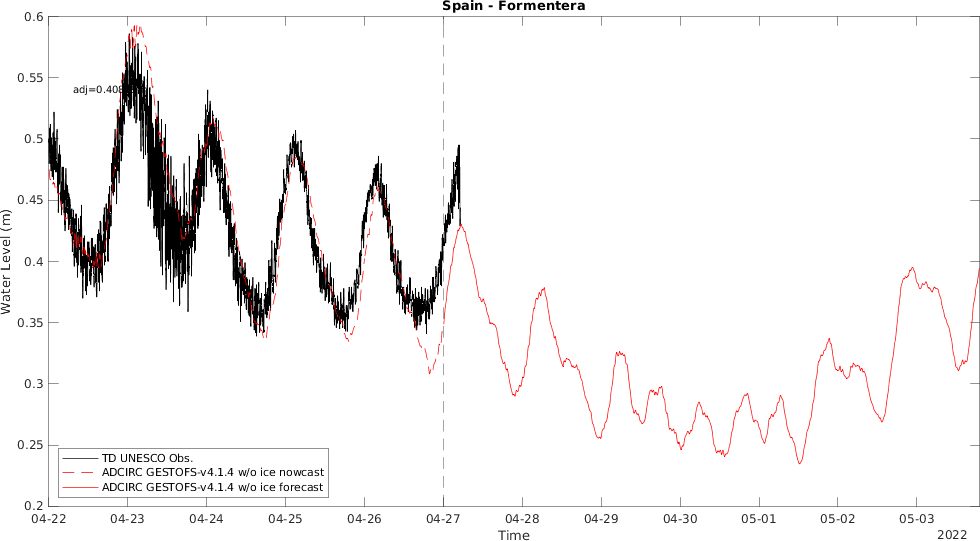 Spain - Formentera
Water Level (m)
0.6
0.55
0.5
0.45
0.4
0.35
0.3
0.25
0.2
adj=0.408
TD UNESCO Obs.
ADCIRC GESTOFS-v4.1.4 w/o ice nowcast
ADCIRC GESTOFS-v4.1.4 w/o ice forecast
04-22 04-23 04-24 04-25 04-26 04-27 04-28 04-29 04-30 05-01 05-02 05-03
Time
2022